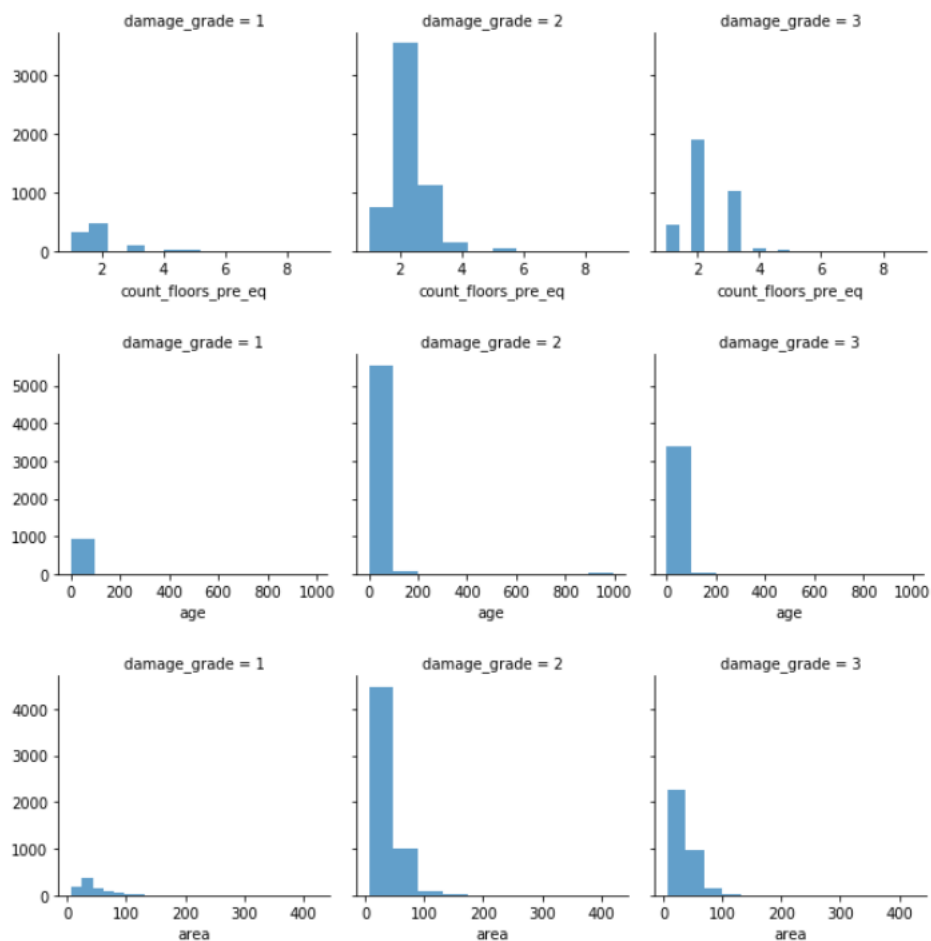 damage_grade = 1 damage_grade = 2 damage_grade = 3
3000
2000
1000
0
2 4 6 8 2 4 6 8 2 4 6 8
count_floors_pre_eq count_floors_pre_eq count_floors_pre_eq
damage_grade = 1 damage_grade = 2 damage_grade = 3
5000
4000
3000
2000
1000
0
0 200 400 600 800 1000 0 200 400 600 800 1000 0 200 400 600 800 1000
age age age
damage_grade = 1 damage_grade = 2 damage_grade = 3
4000
3000
2000
1000
0
0 100 200 300 400 0 100 200 300 400 0 100 200 300 400
area area area